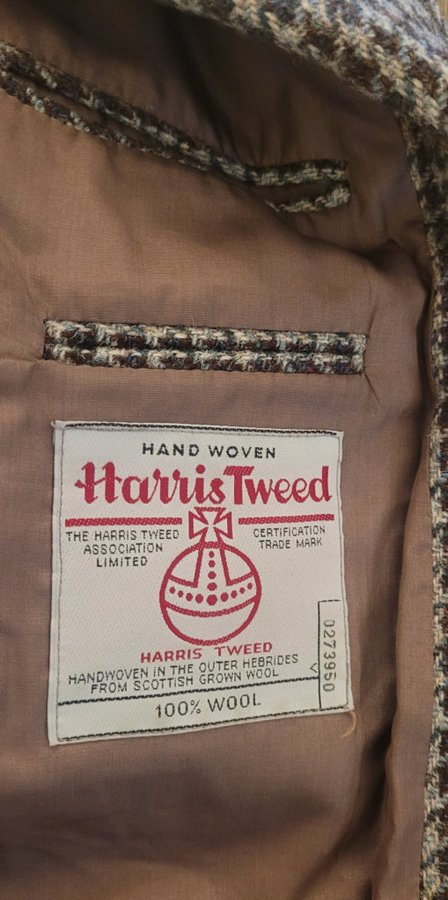 HAND WOVEN
Harris Tweed
THE HARRIS TWEED
ASSOCIATION
LIMITED
CERTIFICATION
TRADE MARK
HARRIS TWEED
HANDWOVEN IN THE OUTER HEBRIDES
FROM SCOTTISH GROWN WOOL
100% WOOL
0273950 V